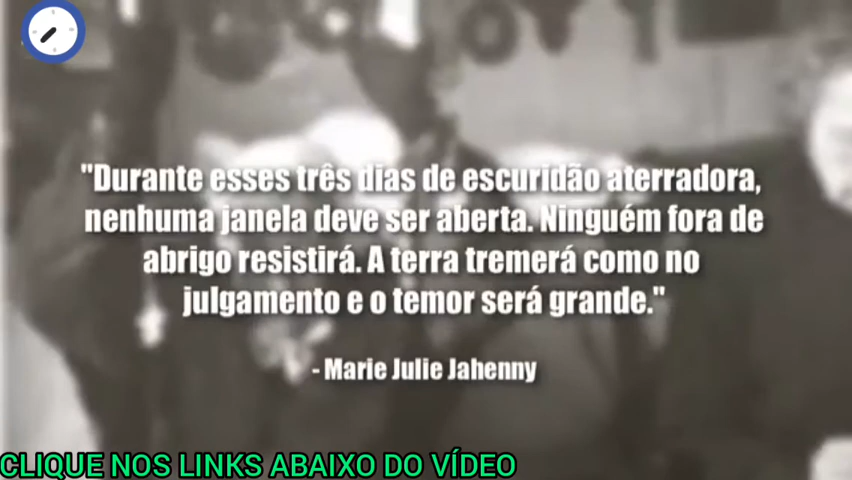 "Durante esses três dias de escuridão aterradora,
nenhuma janela deve ser aberta. Ninguém fora de
abrigo resistirá. A terra tremerá como no
julgamento e o temor será grande."
- Marie Julie Jahenny
CLIQUE NOS LINKS ABAIXO DO VÍDEO